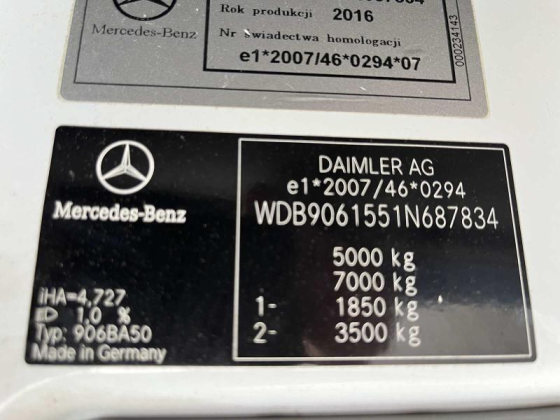 Rok produkcji 2016
Mercedes-Benz
Nr świadectwa homologacji
e1*2007/46*0294*07
000234143
DAIMLER AG
e1*2007/46*0294
Mercedes-Benz
WDB9061551N687834
5000 kg
7000 kg
1- 1850 kg
2- 3500 kg
iHA=4,727
1,0 %
Typ: 906BA50
Made in Germany